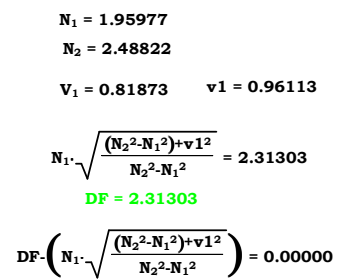 N₁ = 1.95977
N₂ = 2.48822
V₁ = 0.81873 v1 = 0.96113
N₁·√((N₂²-N₁²)+v1²/ N₂²-N₁²) = 2.31303
DF = 2.31303
DF-(N₁·√((N₂²-N₁²)+v1² / N₂²-N₁²)) = 0.00000